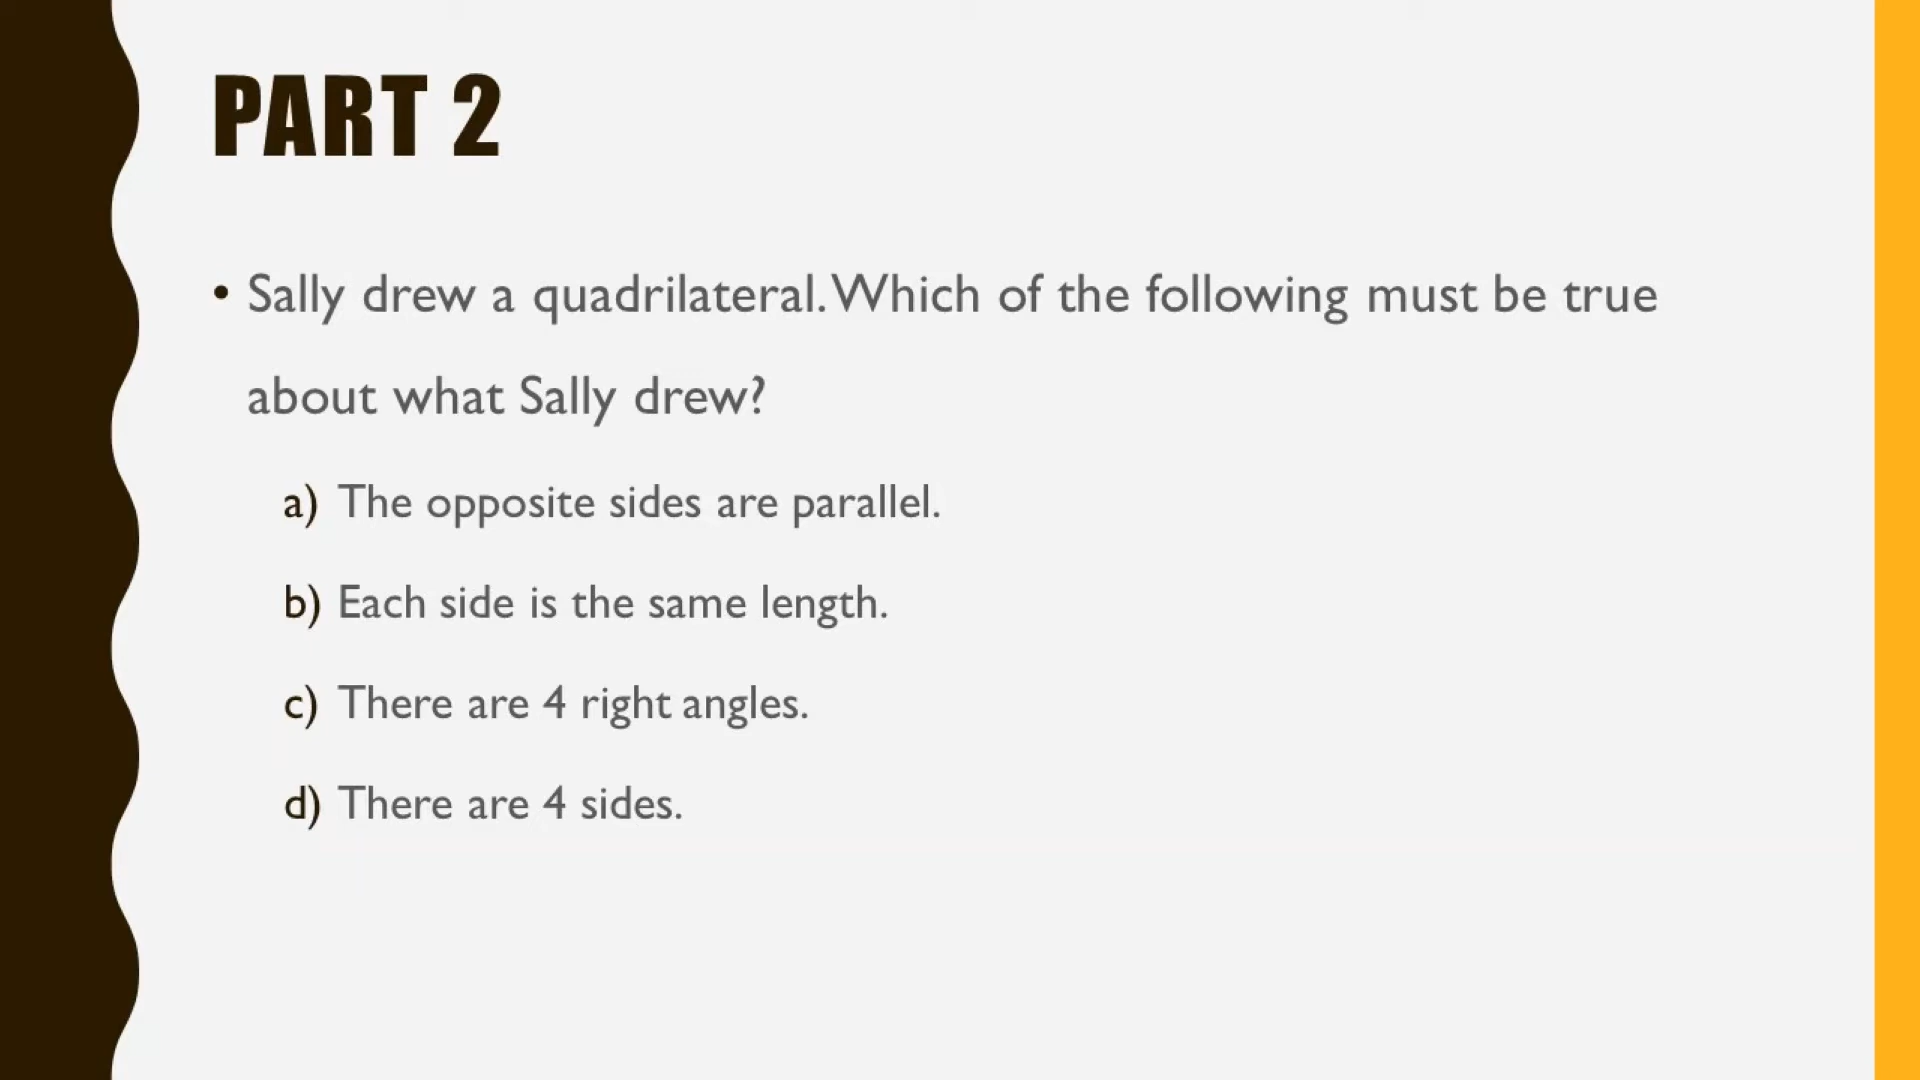 PART 2
• Sally drew a quadrilateral. Which of the following must be true
about what Sally drew?
a) The opposite sides are parallel.
b) Each side is the same length.
c) There are 4 right angles.
d) There are 4 sides.